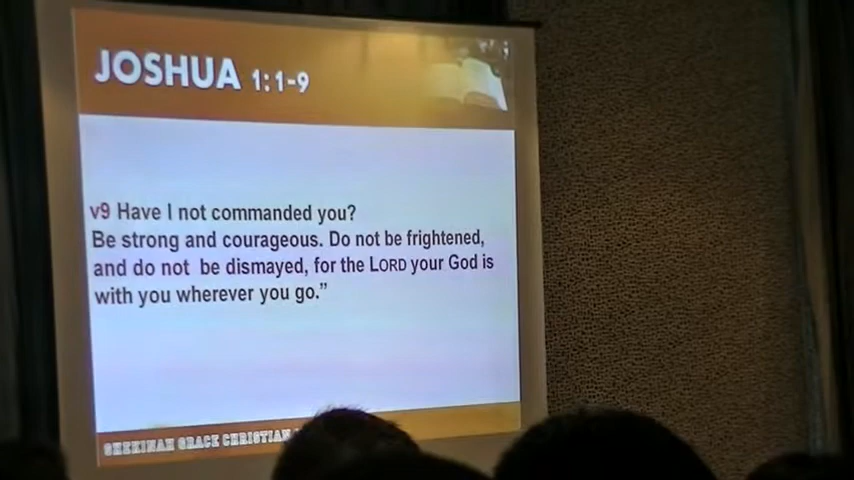 JOSHUA 1:1-9
v9 Have I not commanded you?
Be strong and courageous. Do not be frightened,
and do not be dismayed, for the LORD your God is
with you wherever you go.”
SHEKINAH GRACE CHRISTIAN